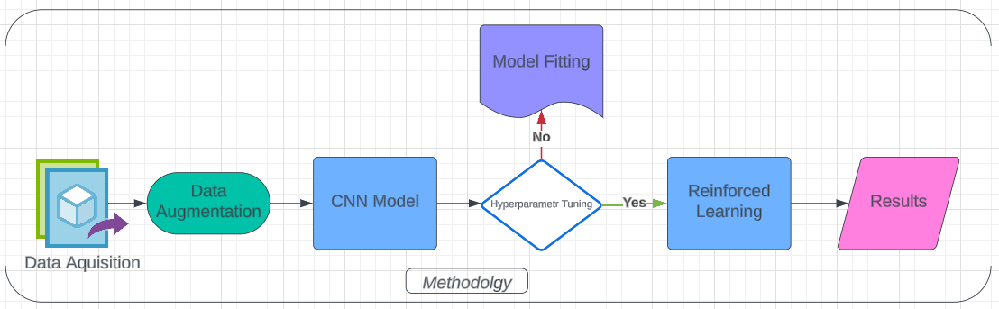 Model Fitting
No
Data
Augmentation
CNN Model
Hyperparametr Tuning
Yes
Reinforced
Learning
Results
Data Aquisition
Methodolgy